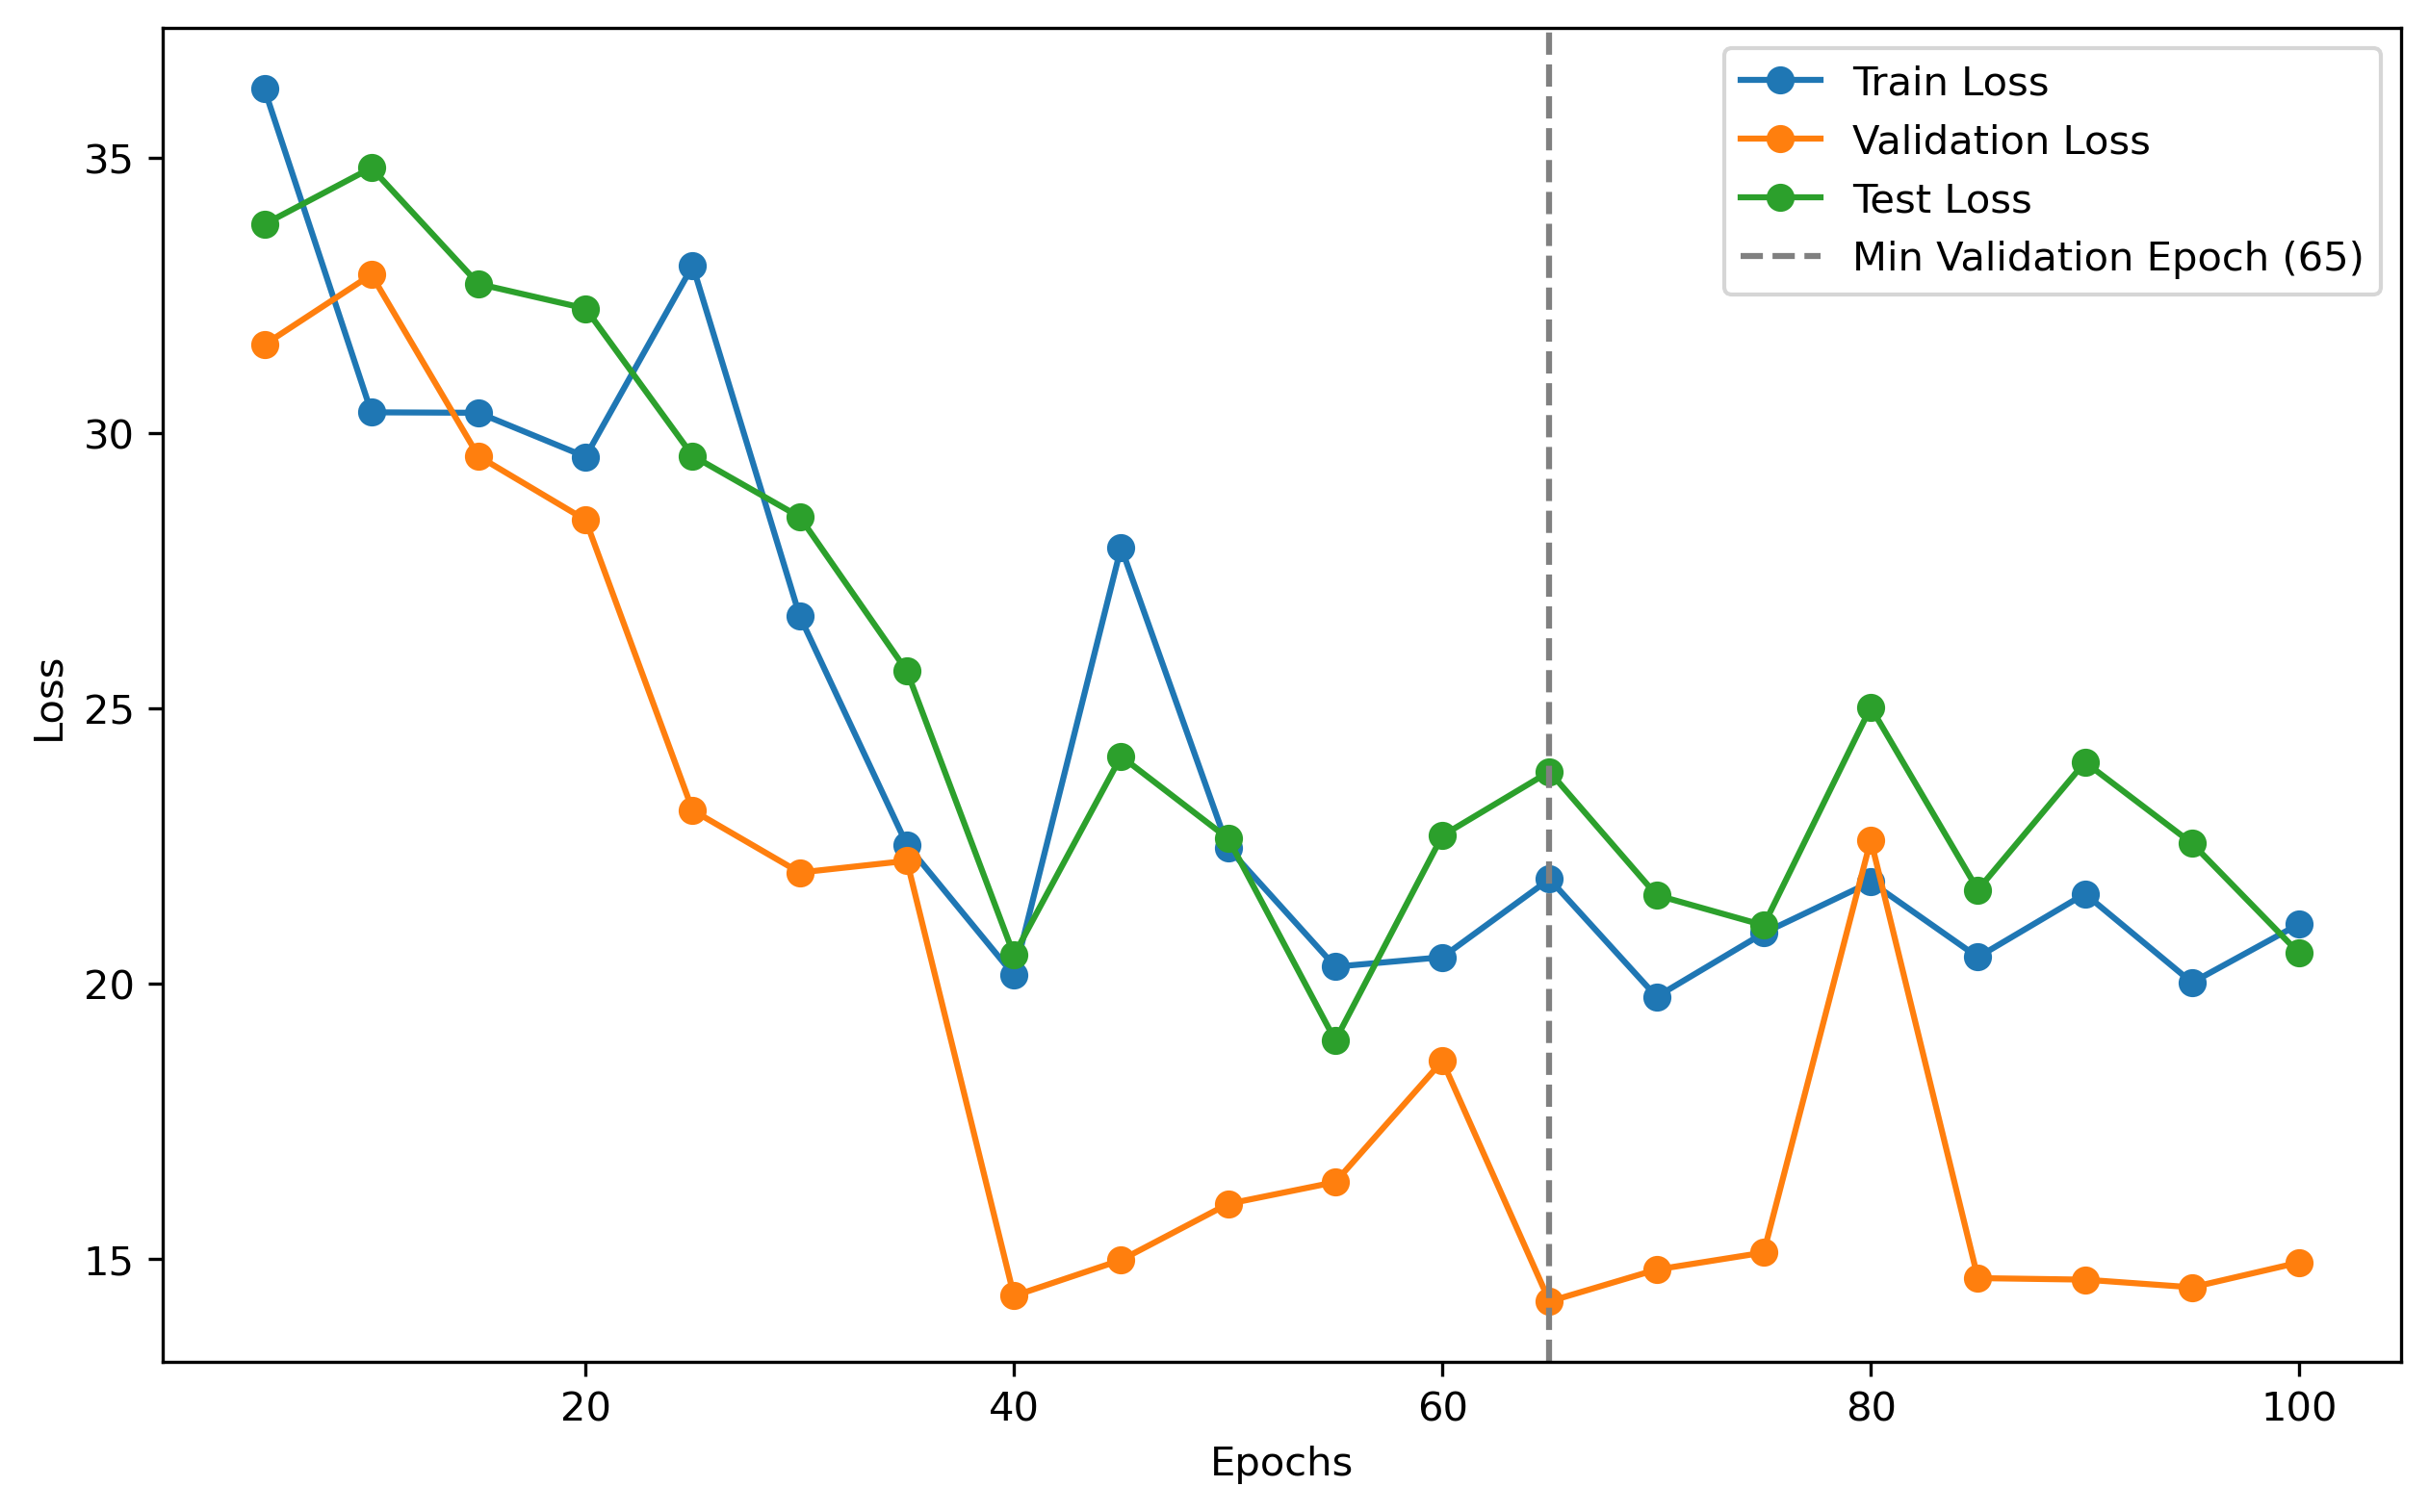 Train Loss
Validation Loss
Test Loss
Min Validation Epoch (65)
35
30
25
20
15
Loss
20 40 60 80 100
Epochs